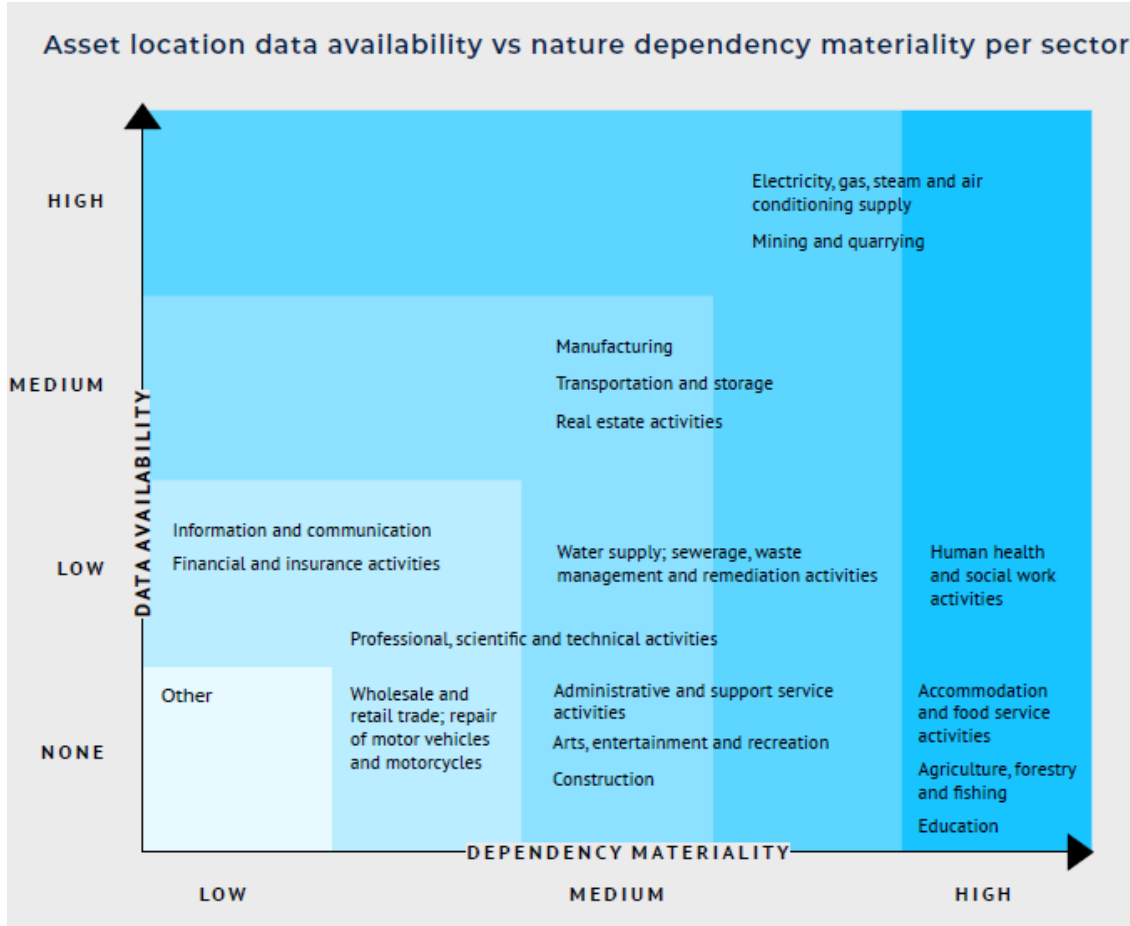 Asset location data availability vs nature dependency materiality per sector
HIGH
Electricity, gas, steam and air
conditioning supply
Mining and quarrying
MEDIUM
Manufacturing
Transportation and storage
Real estate activities
DATA AVAILABILITY
LOW
Information and communication
Financial and insurance activities
Water supply; sewerage, waste
management and remediation activities
Human health
and social work
activities
Professional, scientific and technical activities
NONE
Other
Wholesale and
retail trade; repair
of motor vehicles
and motorcycles
Administrative and support service
activities
Arts, entertainment and recreation
Construction
Accommodation
and food service
activities
Agriculture, forestry
and fishing
Education
DEPENDENCY MATERIALITY
LOW
MEDIUM
HIGH